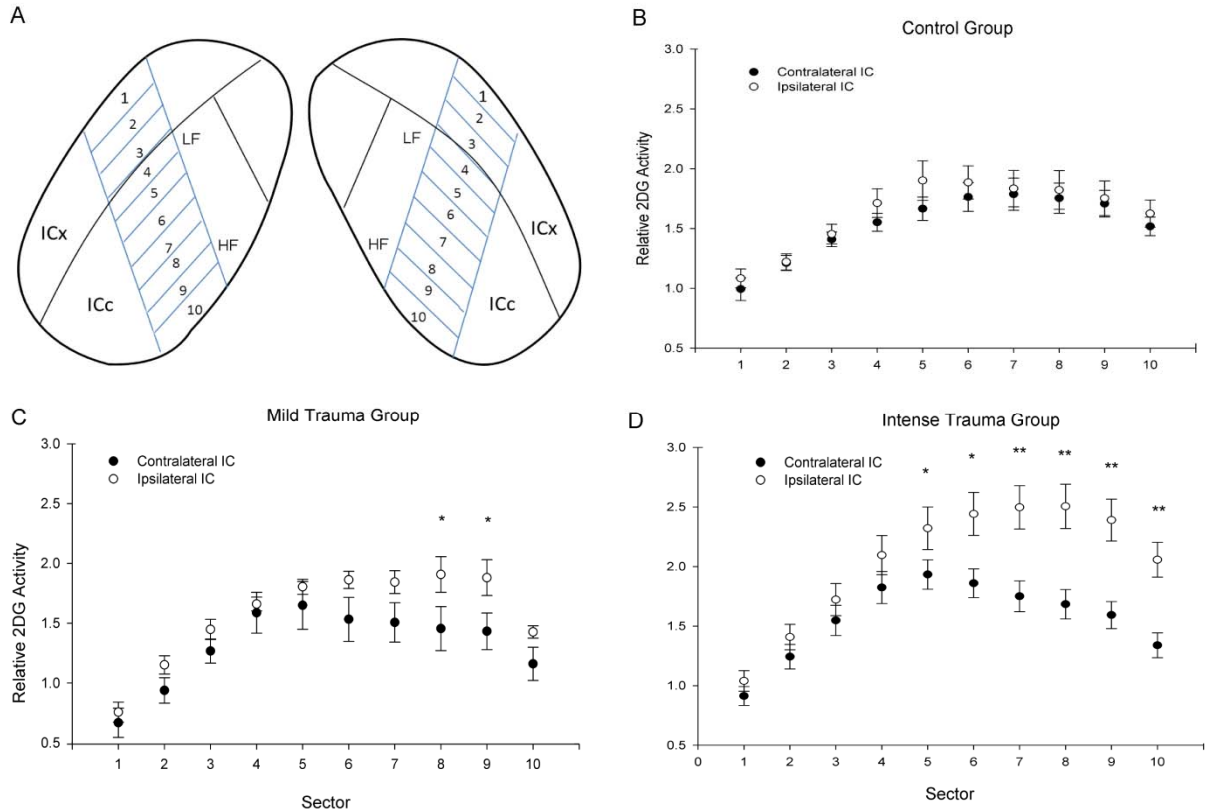 A
1
2
3
4
5
6
7
8
9
10
LF
HF
ICx
ICc
1
2
3
4
5
6
7
8
9
10
LF
HF
ICx
ICc
B
Control Group
Contralateral IC
Ipsilateral IC
Relative 2DG Activity
3.0
2.5
2.0
1.5
1.0
0.5
1 2 3 4 5 6 7 8 9 10
C
Mild Trauma Group
Contralateral IC
Ipsilateral IC
* *
Relative 2DG Activity
3.0
2.5
2.0
1.5
1.0
0.5
1 2 3 4 5 6 7 8 9 10
Sector
D
Intense Trauma Group
Contralateral IC
Ipsilateral IC
* * ** ** ** **
3.0
2.5
2.0
1.5
1.0
0.5
0 1 2 3 4 5 6 7 8 9 10
Sector